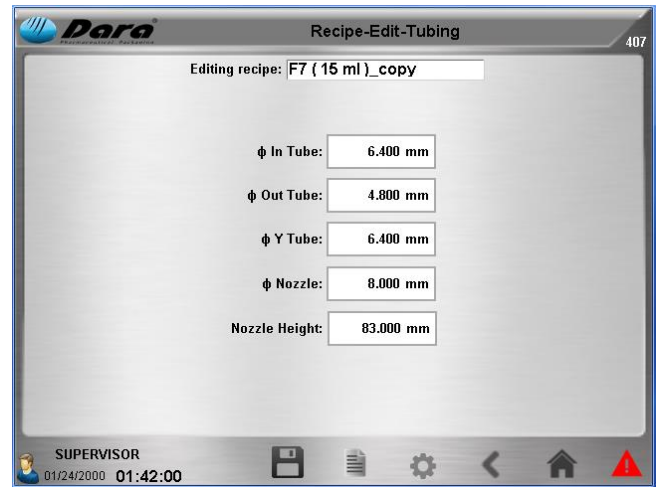 Dara
Pharmaceutical Packaging
Recipe-Edit-Tubing
407
Editing recipe: F7 ( 15 ml )_copy
ϕ In Tube: 6.400 mm
ϕ Out Tube: 4.800 mm
ϕ Y Tube: 6.400 mm
ϕ Nozzle: 8.000 mm
Nozzle Height: 83.000 mm
SUPERVISOR
01/24/2000 01:42:00